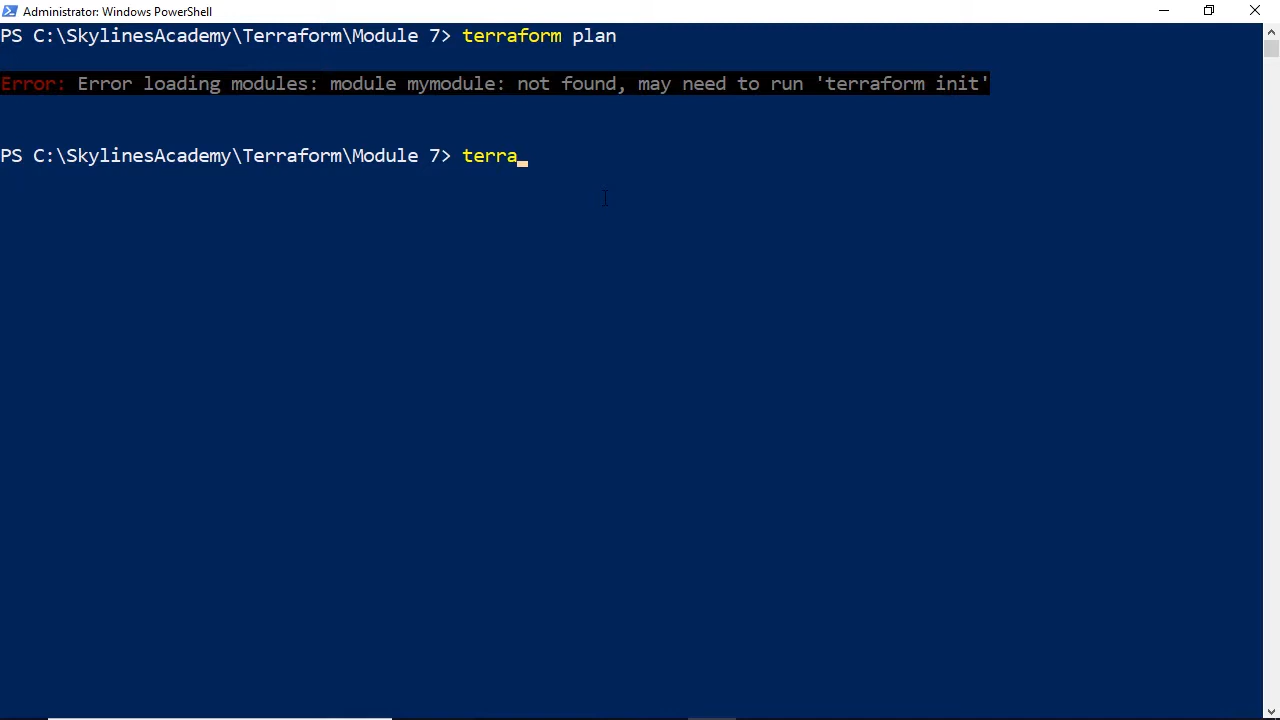 Administrator: Windows PowerShell
PS C:\SkylinesAcademy\Terraform\Module 7> terraform plan
Error: Error loading modules: module mymodule: not found, may need to run 'terraform init'
PS C:\SkylinesAcademy\Terraform\Module 7> terra